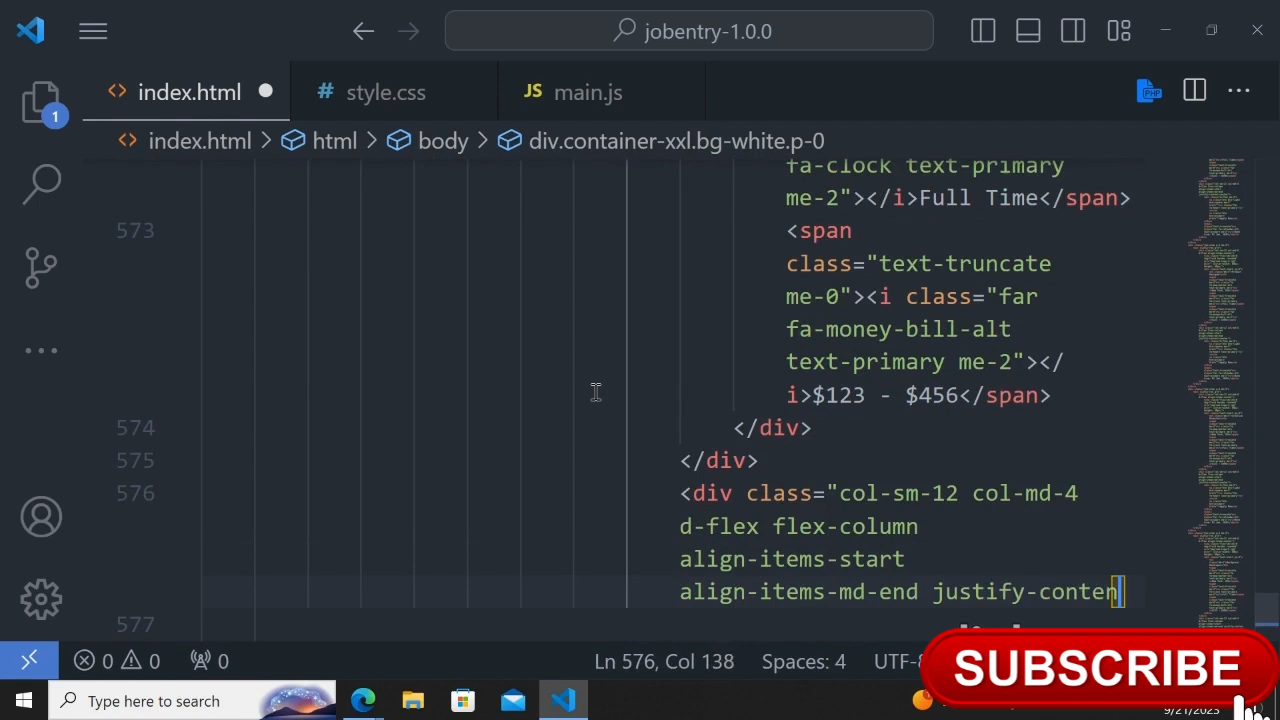 jobentry-1.0.0
index.html
# style.css
JS main.js
PHP
1
index.html > html > body > div.container-xxl.bg-white.p-0
fa-clock text-primary
me-2"></i>Full Time</span>
573 <span
class="text-truncate
me-0"><i class="far
fa-money-bill-alt
text-primary me-2"></
i>$123 - $456</span>
574 </div>
575 </div>
576 <div class="col-sm-12 col-md-4
d-flex flex-column
align-items-start
align-items-md-end justify-conten
577
0 0 0
Ln 576, Col 138 Spaces: 4
SUBSCRIBE
Type here to search
9/21/2023